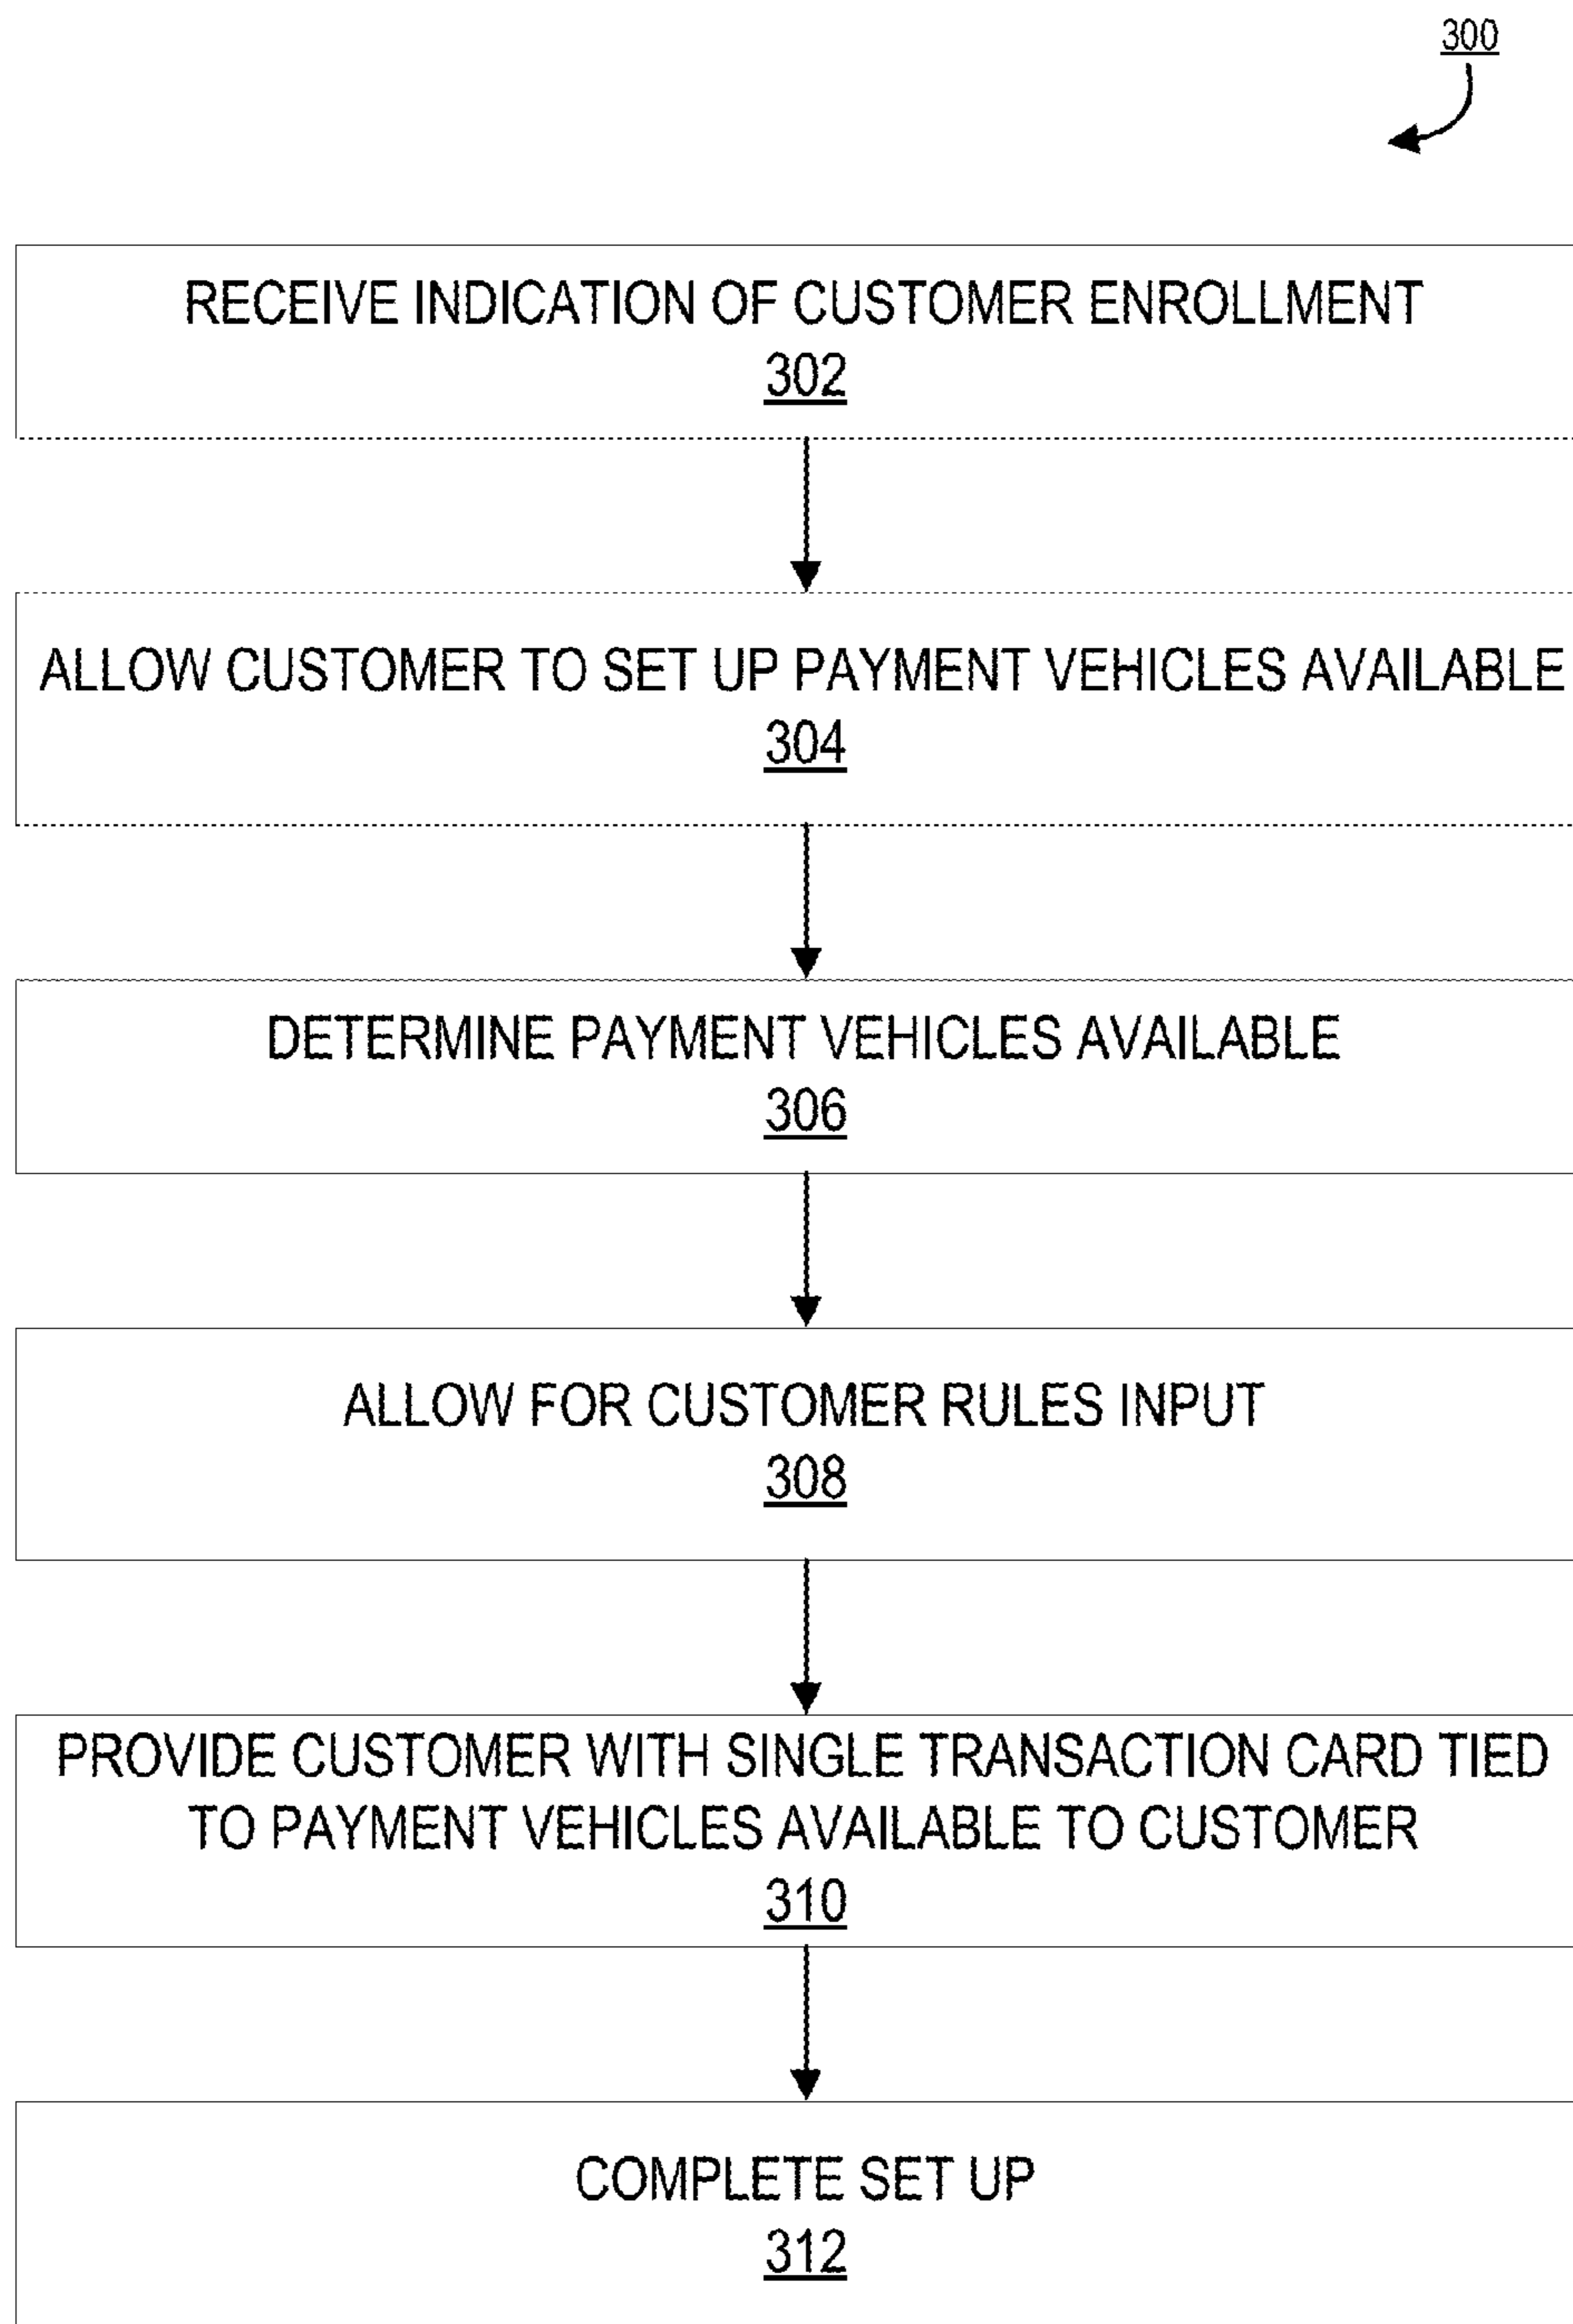 300
RECEIVE INDICATION OF CUSTOMER ENROLLMENT
302
ALLOW CUSTOMER TO SET UP PAYMENT VEHICLES AVAILABLE
304
DETERMINE PAYMENT VEHICLES AVAILABLE
306
ALLOW FOR CUSTOMER RULES INPUT
308
PROVIDE CUSTOMER WITH SINGLE TRANSACTION CARD TIED
TO PAYMENT VEHICLES AVAILABLE TO CUSTOMER
310
COMPLETE SET UP
312